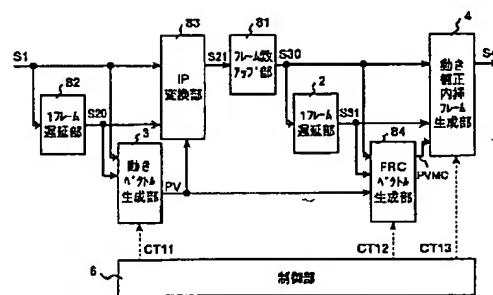 83
81
4
S1
S21
S30
S4
フレーム数
アップ部
IP
変換部
動き
補正
内挿
フレーム
生成部
82
2
1フレーム
遅延部
S20
1フレーム
遅延部
S31
3
84
動き
ベクトル
生成部
PV
FRC
ベクトル
生成部
PVMC
CT11
CT12
CT13
6
制御部